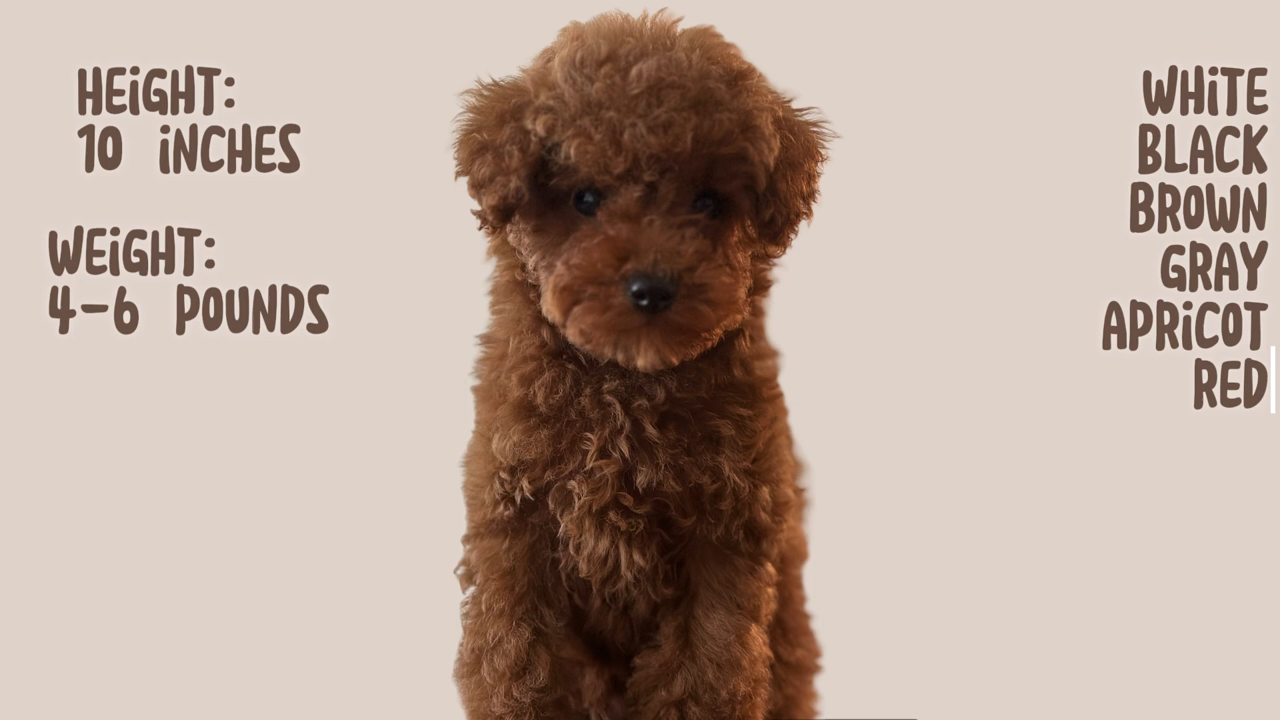 HEiGHT:
10 iNCHES
WEiGHT:
4-6 POUNDS
WHiTE
BLACK
BROWN
GRAY
APRiCOT
RED